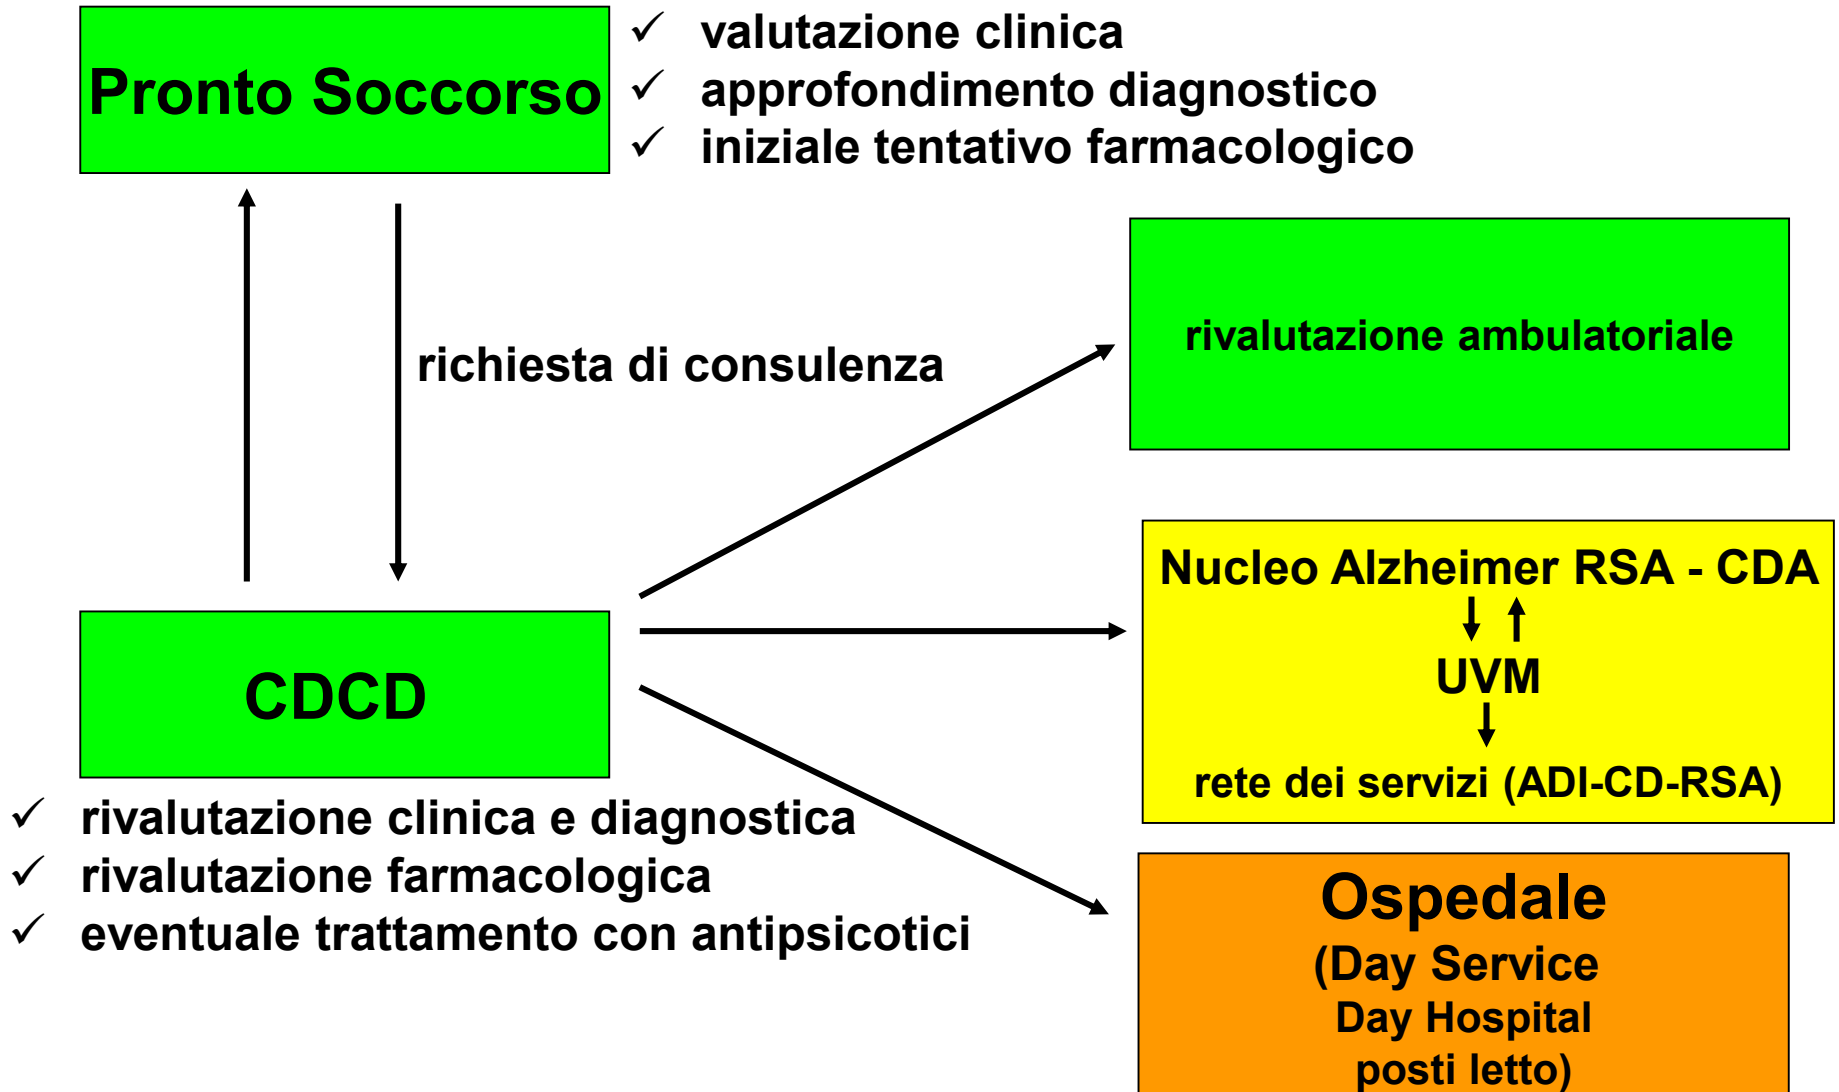 Pronto Soccorso
✓ valutazione clinica
✓ approfondimento diagnostico
✓ iniziale tentativo farmacologico
richiesta di consulenza
rivalutazione ambulatoriale
CDCD
✓ rivalutazione clinica e diagnostica
✓ rivalutazione farmacologica
✓ eventuale trattamento con antipsicotici
Nucleo Alzheimer RSA - CDA
UVM
rete dei servizi (ADI-CD-RSA)
Ospedale
(Day Service
Day Hospital
posti letto)